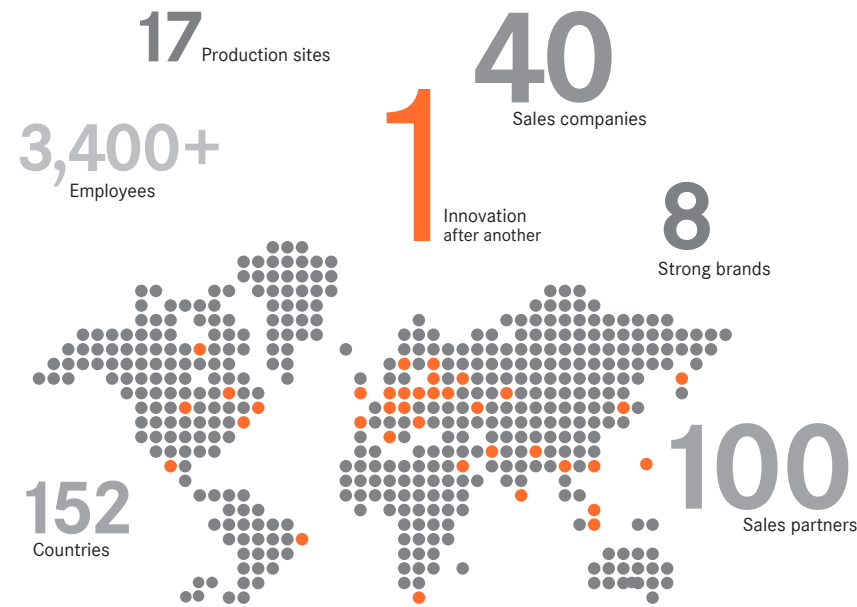 17 Production sites
40
Sales companies
3,400+
Employees
1 Innovation
after another
8
Strong brands
100
Sales partners
152
Countries